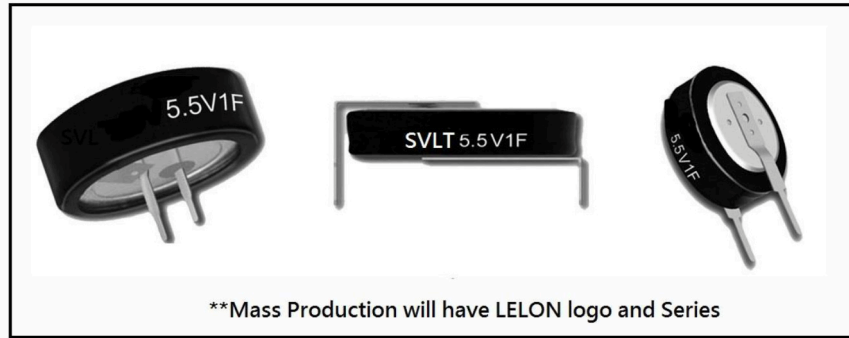 5.5V1F
SVL
SVLT 5.5V1F
5.5V1F
**Mass Production will have LELON logo and Series